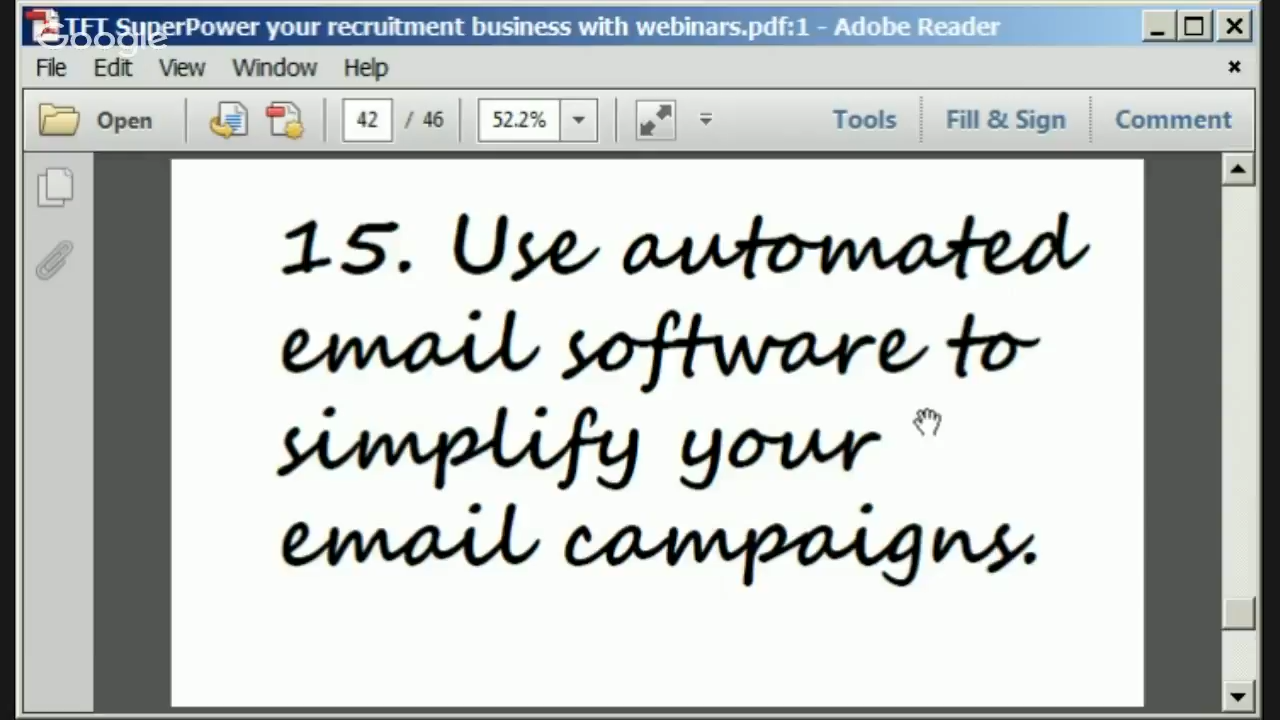 TFT SuperPower your recruitment business with webinars.pdf:1 - Adobe Reader
Google
File Edit View Window Help
Open 42 / 46 52.2% Tools Fill & Sign Comment
15. Use automated
email software to
simplify your
email campaigns.